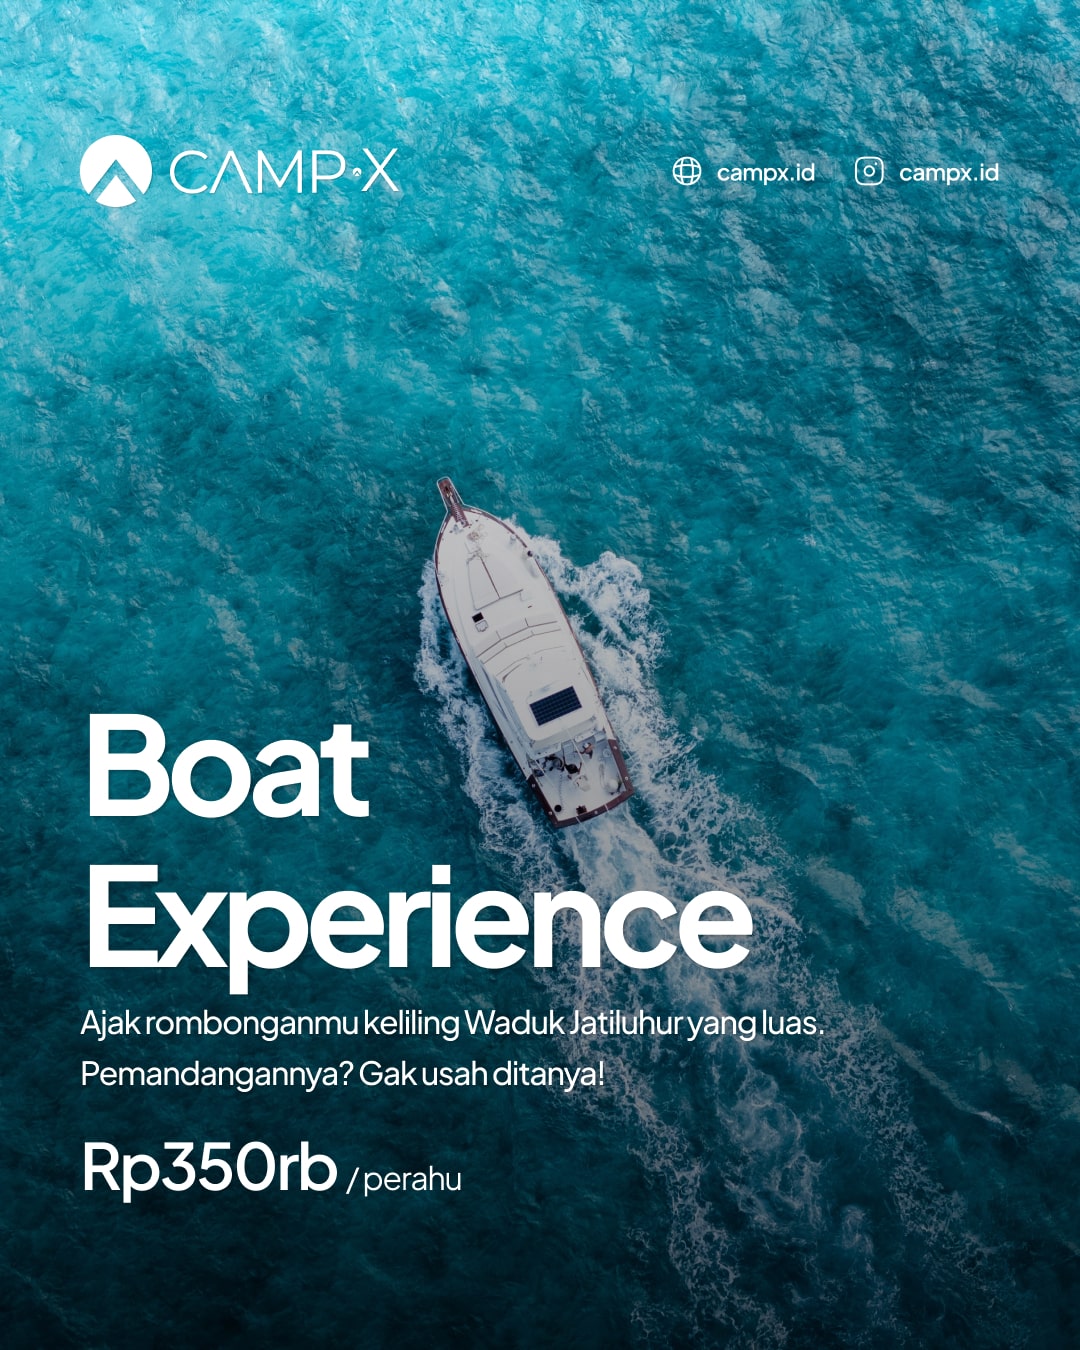 CAMP·X
campx.id
campx.id
Boat
Experience
Ajak rombonganmu keliling Waduk Jatiluhur yang luas.
Pemandangannya? Gak usah ditanya!
Rp350rb / perahu